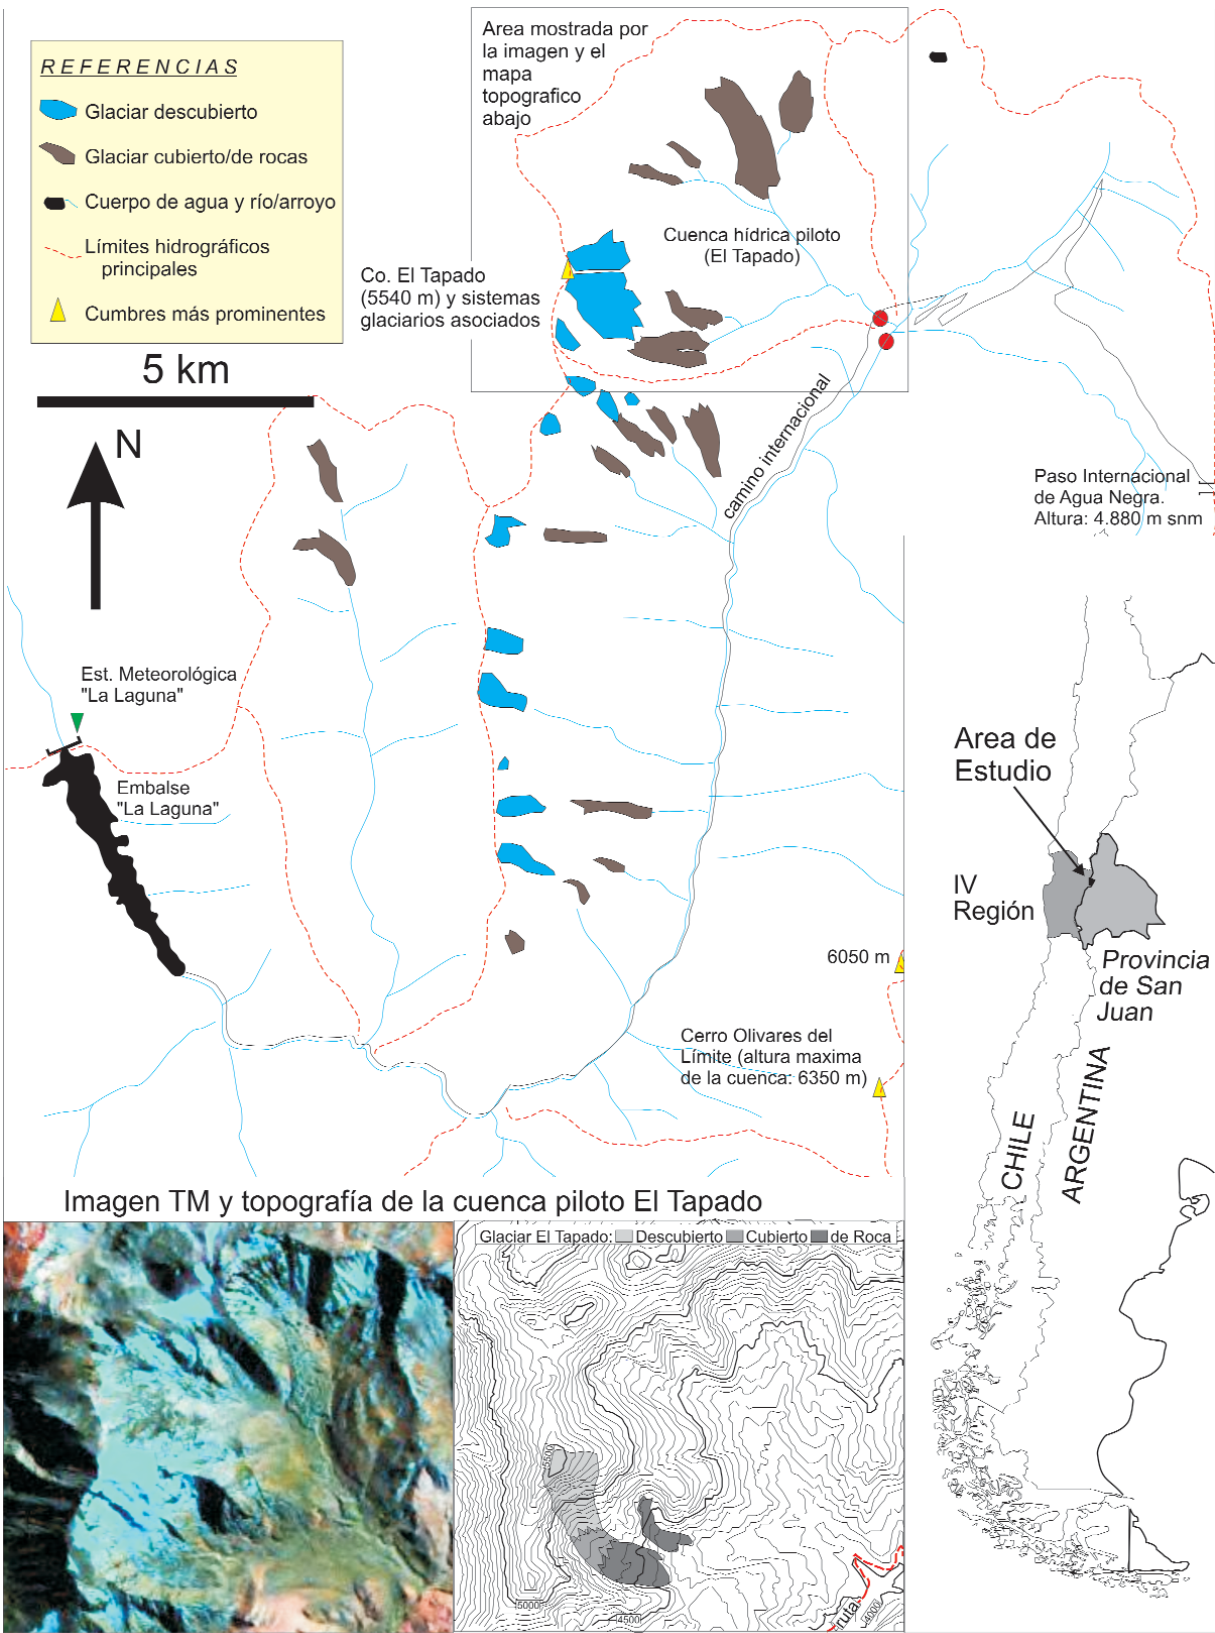 REFERENCIAS
Glaciar descubierto
Glaciar cubierto/de rocas
Cuerpo de agua y río/arroyo
Límites hidrográficos
principales
Cumbres más prominentes
5 km
N
Area mostrada por
la imagen y el
mapa
topografico
abajo
Cuenca hídrica piloto
(El Tapado)
Co. El Tapado
(5540 m) y sistemas
glaciarios asociados
camino internacional
Paso Internacional
de Agua Negra.
Altura: 4.880 m snm
Est. Meteorológica
"La Laguna"
Embalse
"La Laguna"
6050 m
Cerro Olivares del
Límite (altura maxima
de la cuenca: 6350 m)
Area de
Estudio
IV
Región
Provincia
de San
Juan
CHILE
ARGENTINA
Imagen TM y topografía de la cuenca piloto El Tapado
Glaciar El Tapado: Descubierto Cubierto de Roca
5000
4500
ruta
4000